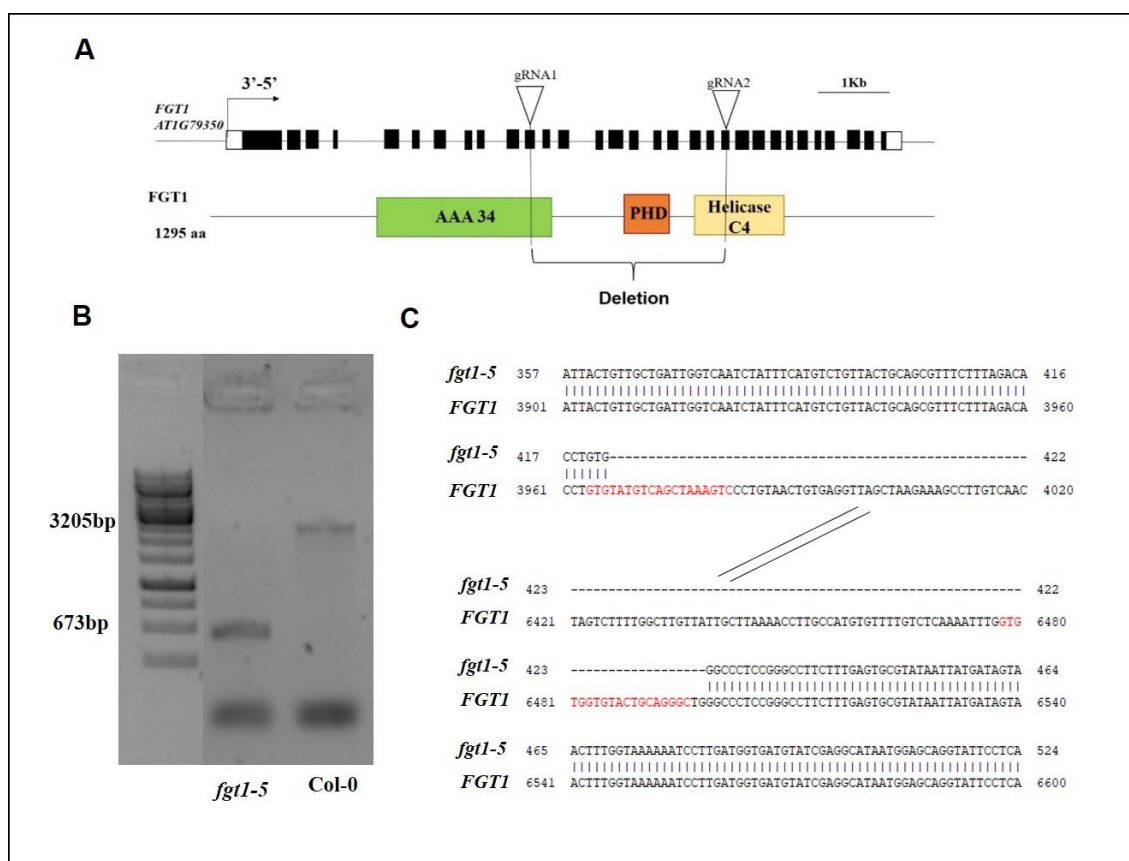 A
3'-5'
gRNA1
gRNA2
1Kb
FGT1
AT1G79350
FGT1
1295 aa
AAA 34
PHD
Helicase
C4
Deletion
B
3205bp
673bp
fgt1-5 Col-0
C
fgt1-5 357 ATTACTGTTGCTGATTGGTCAATCTATTTCATGTCTGTTACTGCAGCGTTTCTTTAGACA 416
FGT1 3901 ATTACTGTTGCTGATTGGTCAATCTATTTCATGTCTGTTACTGCAGCGTTTCTTTAGACA 3960
fgt1-5 417 CCTGTG------------------------------------------------------ 422
FGT1 3961 CCTGTGTATGTCAGCTAAAGTCCCTGTAACTGTGAGGTTAGCTAAGAAAGCCTTGTCAAC 4020
fgt1-5 423 ------------------------------------------------------------ 422
FGT1 6421 TAGTCTTTTGGCTTGTTATTGCTTAAAACCTTGCCATGTGTTTTGTCTCAAAATTTGGTG 6480
fgt1-5 423 ------------------GGCCCTCCGGGCCTTCTTTGAGTGCGTATAATTATGATAGTA 464
FGT1 6481 TGGTGTACTGCAGGGCTGGGCCCTCCGGGCCTTCTTTGAGTGCGTATAATTATGATAGTA 6540
fgt1-5 465 ACTTTGGTAAAAAATCCTTGATGGTGATGTATCGAGGCATAATGGAGCAGGTATTCCTCA 524
FGT1 6541 ACTTTGGTAAAAAATCCTTGATGGTGATGTATCGAGGCATAATGGAGCAGGTATTCCTCA 6600